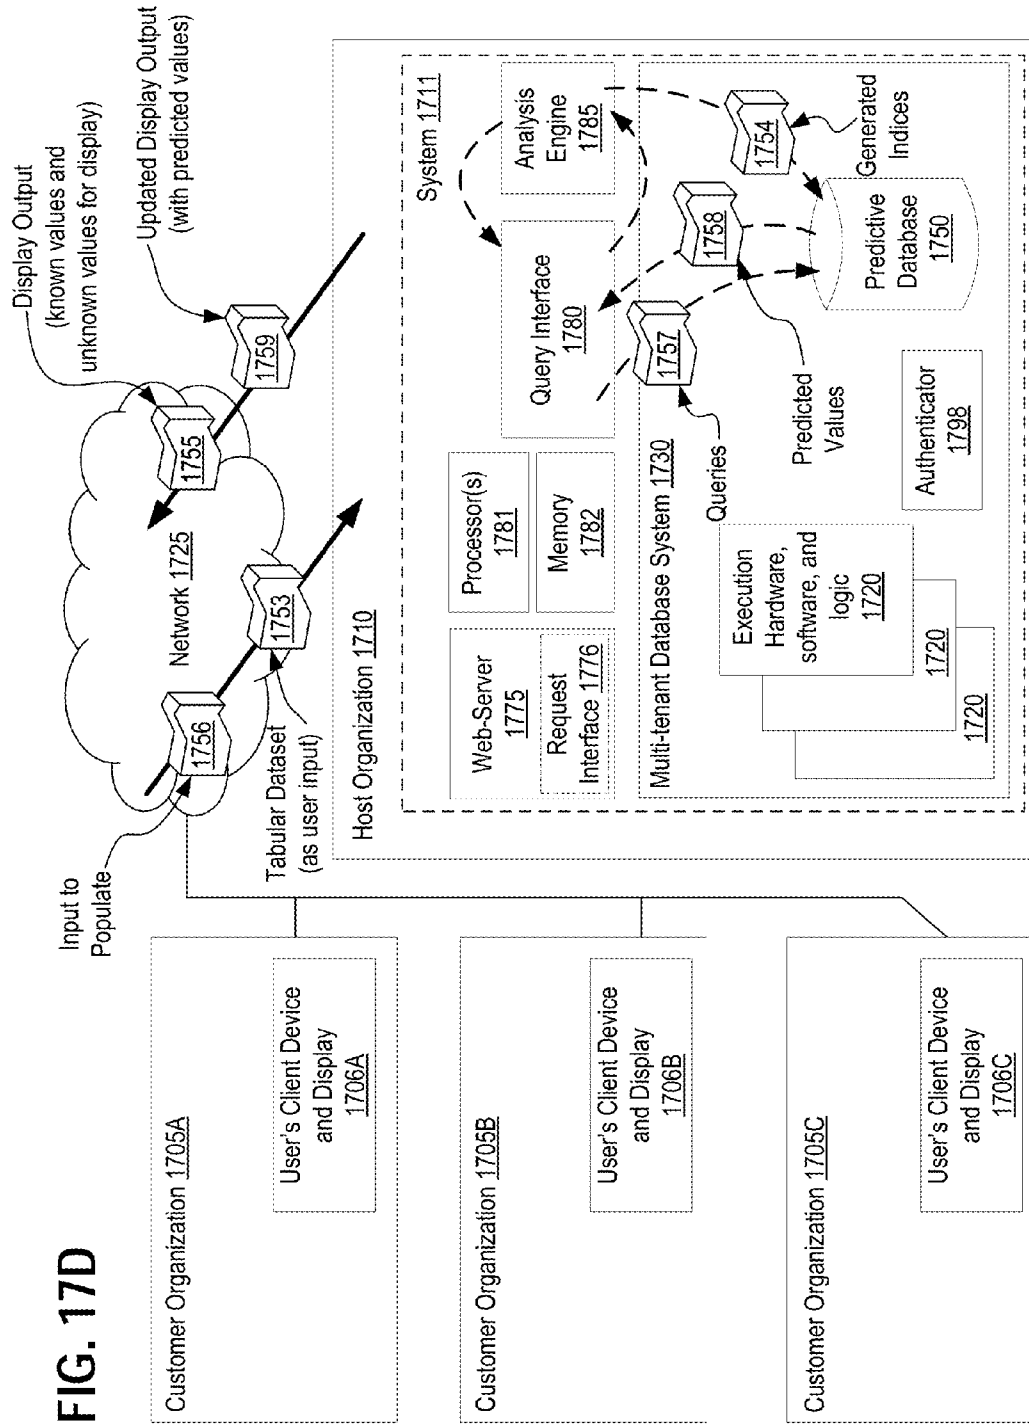 FIG. 17D
Customer Organization 1705A
User's Client Device
and Display
1706A
Customer Organization 1705B
User's Client Device
and Display
1706B
Customer Organization 1705C
User's Client Device
and Display
1706C
Input to
Populate
1756
Network 1725
1753
Tabular Dataset
(as user input)
1755
Display Output
(known values and
unknown values for display)
1759
Updated Display Output
(with predicted values)
Host Organization 1710
System 1711
Web-Server
1775
Request
Interface 1776
Processor(s)
1781
Memory
1782
Query Interface
1780
Analysis
Engine
1785
Multi-tenant Database System 1730
Execution
Hardware,
software, and
logic
1720
1720
1720
Queries
1757
Predicted
Values
1758
1754
Generated
Indices
Authenticator
1798
Predictive
Database
1750